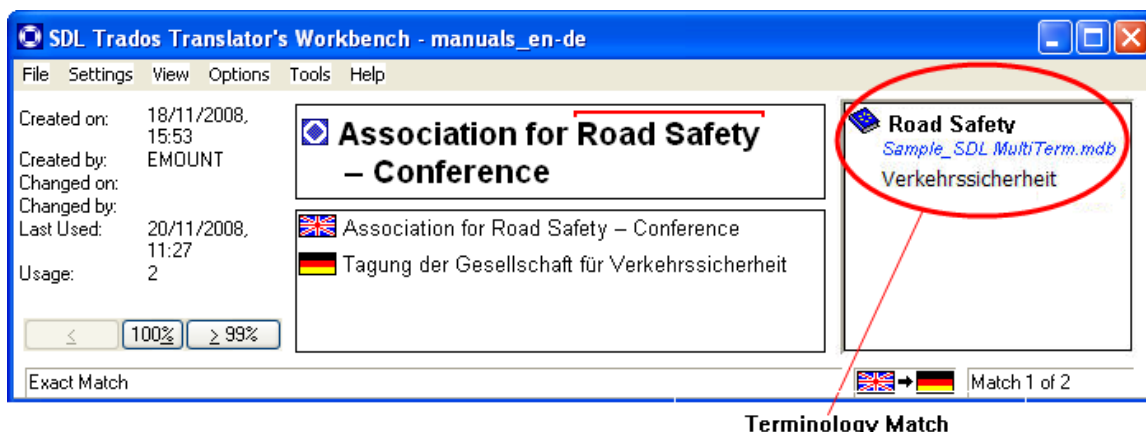 SDL Trados Translator's Workbench - manuals_en-de
File Settings View Options Tools Help
Created on: 18/11/2008,
15:53
Created by: EMOUNT
Changed on:
Changed by:
Last Used: 20/11/2008,
11:27
Usage: 2
< 100% > 99%
Association for Road Safety
– Conference
Association for Road Safety – Conference
Tagung der Gesellschaft für Verkehrssicherheit
Road Safety
Sample_SDL MultiTerm.mdb
Verkehrssicherheit
Exact Match
Match 1 of 2
Terminology Match